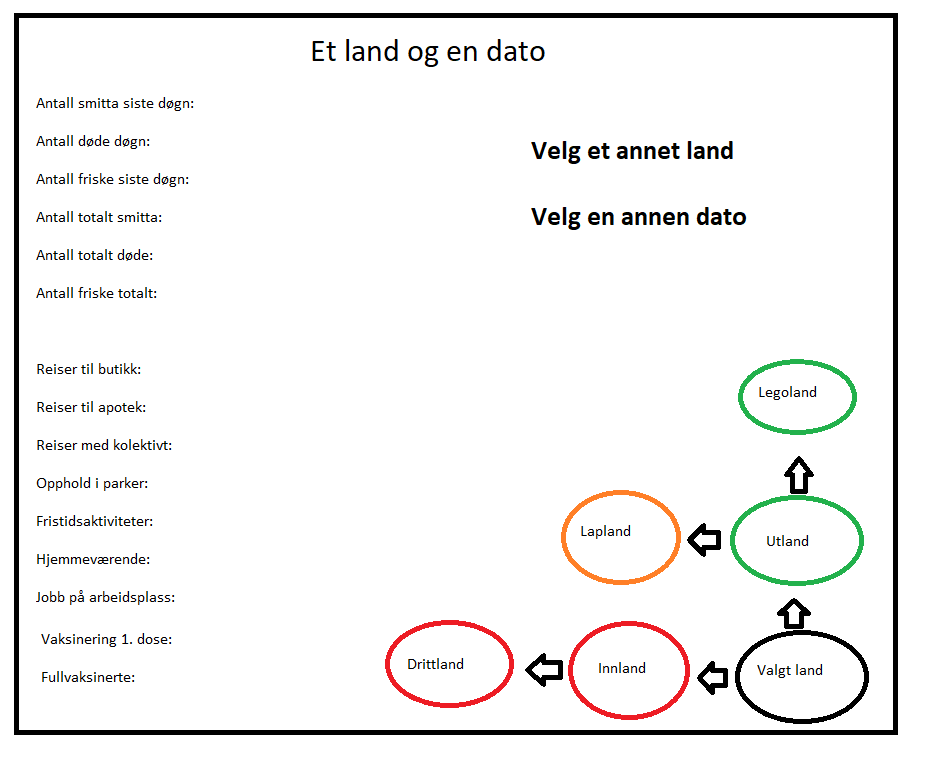 Et land og en dato
Antall smitta siste døgn:
Antall døde døgn:
Velg et annet land
Antall friske siste døgn:
Antall totalt smitta:
Velg en annen dato
Antall totalt døde:
Antall friske totalt:
Reiser til butikk:
Legoland
Reiser til apotek:
Reiser med kolektivt:
Opphold i parker:
Fristidsaktiviteter:
Lapland
Utland
Hjemmeværende:
Jobb på arbeidsplass:
Vaksinering 1. dose:
Drittland
Innland
Valgt land
Fullvaksinerte: